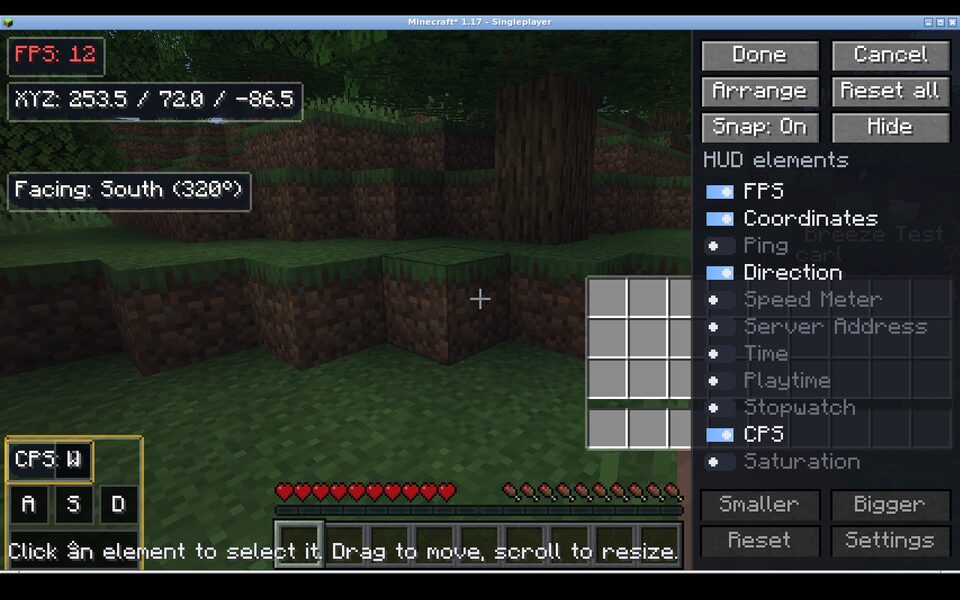 Minecraft* 1.17 - Singleplayer
FPS: 12
XYZ: 253.5 / 72.0 / -86.5
Facing: South (320°)
Done
Cancel
Arrange
Reset all
Snap: On
Hide
HUD elements
FPS
Coordinates
Ping
Direction
Speed Meter
Server Address
Time
Playtime
Stopwatch
CPS
Saturation
Smaller
Bigger
Reset
Settings
Breeze Test
CPS:
W
A
S
D
Click an element to select it. Drag to move, scroll to resize.